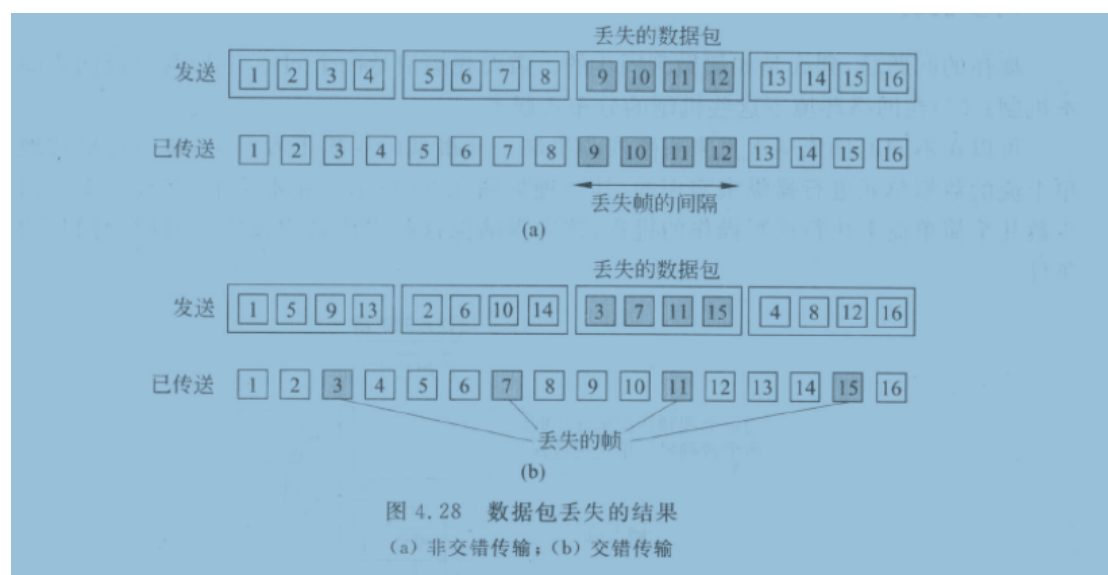 丢失的数据包
发送 1 2 3 4 5 6 7 8 9 10 11 12 13 14 15 16
已传送 1 2 3 4 5 6 7 8 9 10 11 12 13 14 15 16
丢失帧的间隔
(a)
丢失的数据包
发送 1 5 9 13 2 6 10 14 3 7 11 15 4 8 12 16
已传送 1 2 3 4 5 6 7 8 9 10 11 12 13 14 15 16
丢失的帧
(b)
图 4.28 数据包丢失的结果
(a) 非交错传输；(b) 交错传输